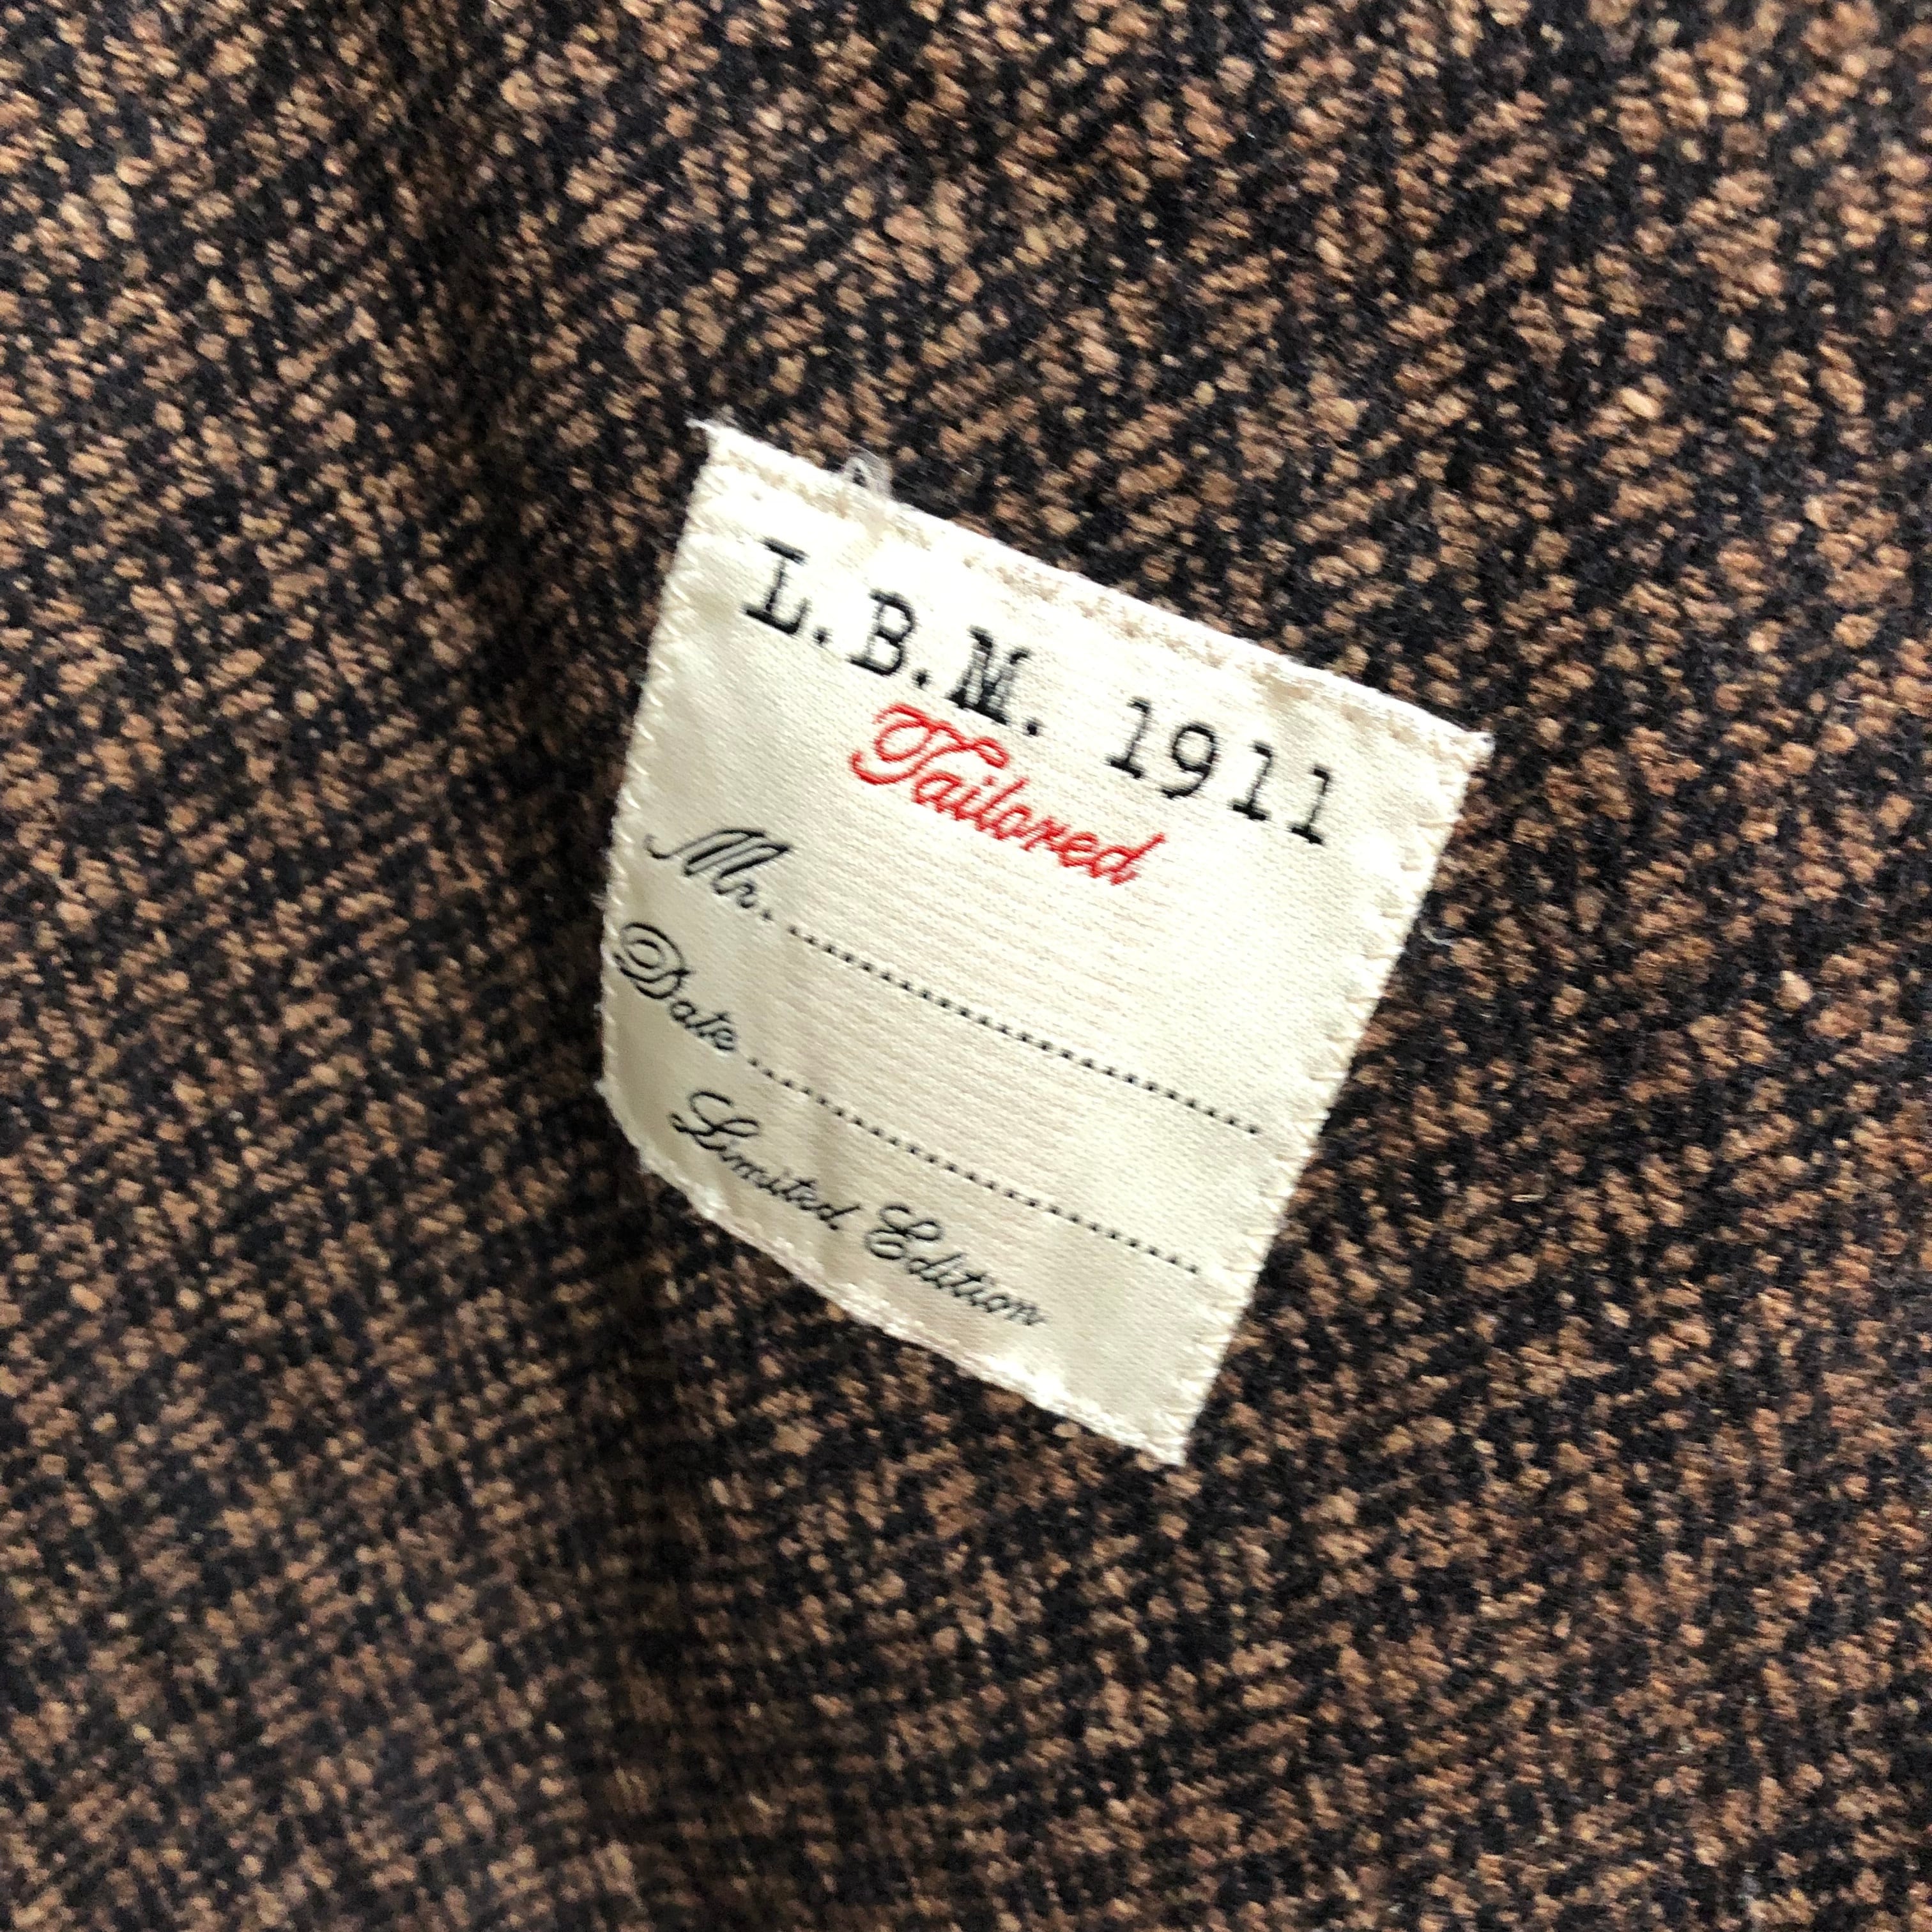 L.B.M. 1911
Tailored
Mr. ................................
Date ................................
Limited Edition